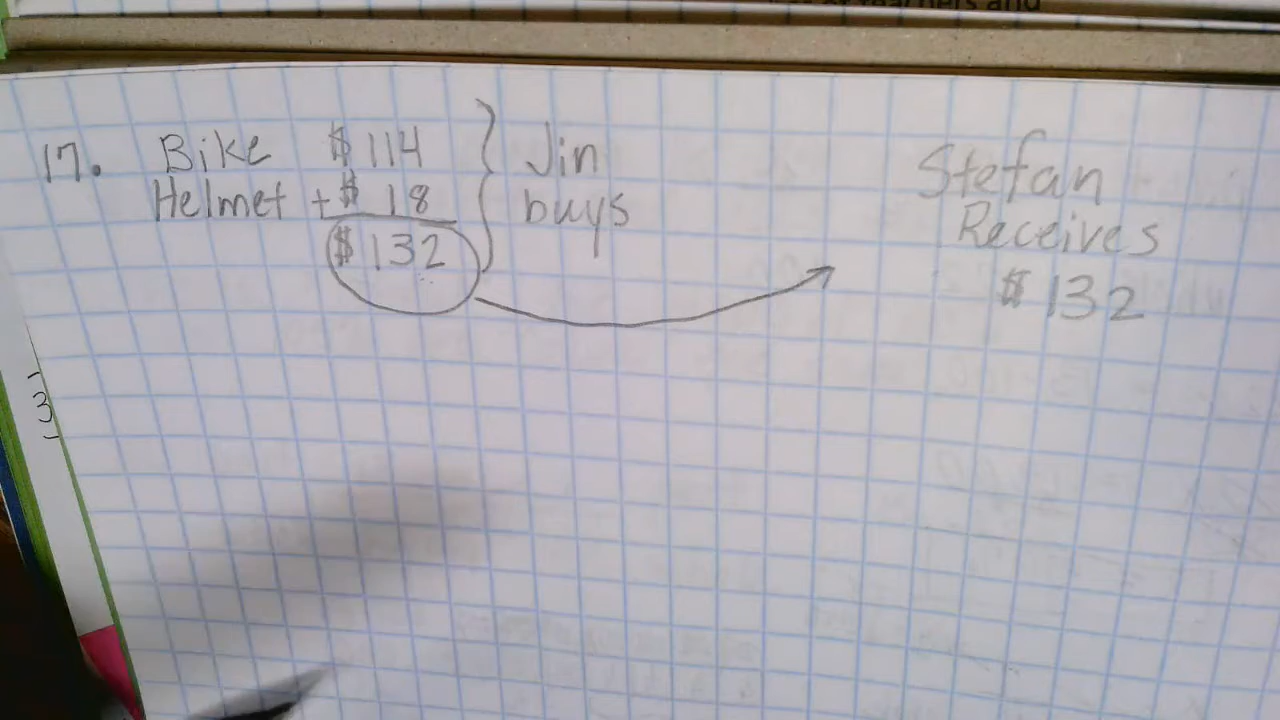 17. Bike $ 114 } Jin
Helmet + $ 18 buys
$ 132
Stefan
Receives
$ 132